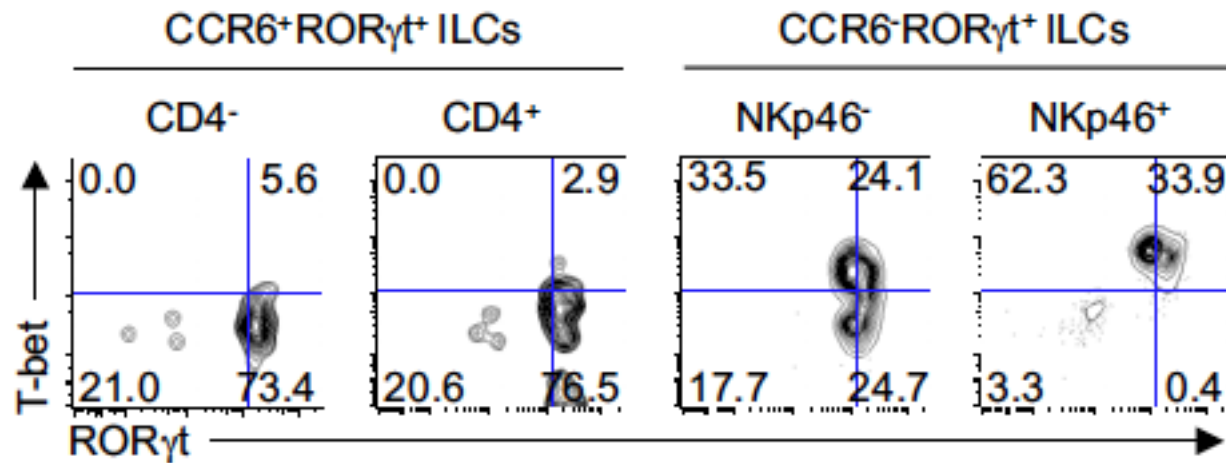 CCR6⁺RORγt⁺ ILCs CCR6⁻RORγt⁺ ILCs
CD4⁻ CD4⁺ NKp46⁻ NKp46⁺
0.0 5.6 0.0 2.9 33.5 24.1 62.3 33.9
T-bet
21.0 73.4 20.6 76.5 17.7 24.7 3.3 0.4
RORγt